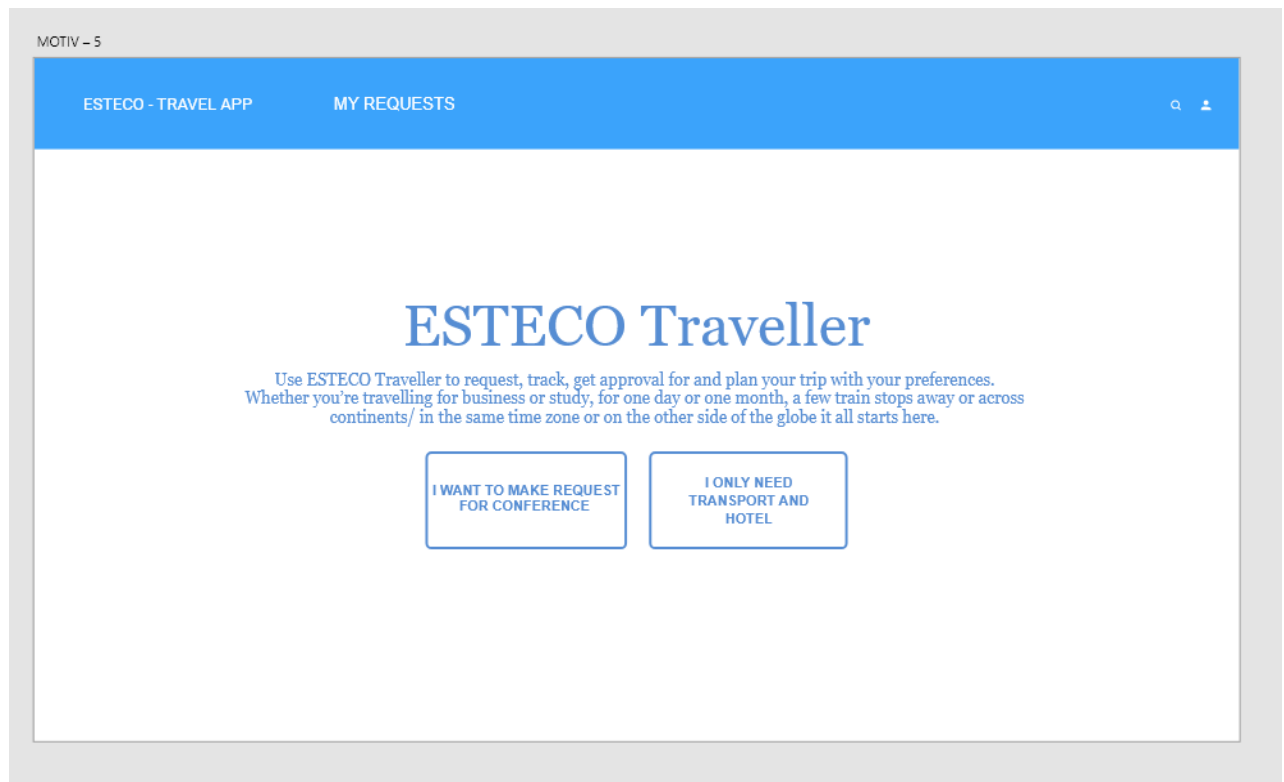 MOTIV – 5
ESTECO - TRAVEL APP
MY REQUESTS
ESTECO Traveller
Use ESTECO Traveller to request, track, get approval for and plan your trip with your preferences.
Whether you’re travelling for business or study, for one day or one month, a few train stops away or across
continents/ in the same time zone or on the other side of the globe it all starts here.
I WANT TO MAKE REQUEST
FOR CONFERENCE
I ONLY NEED
TRANSPORT AND
HOTEL